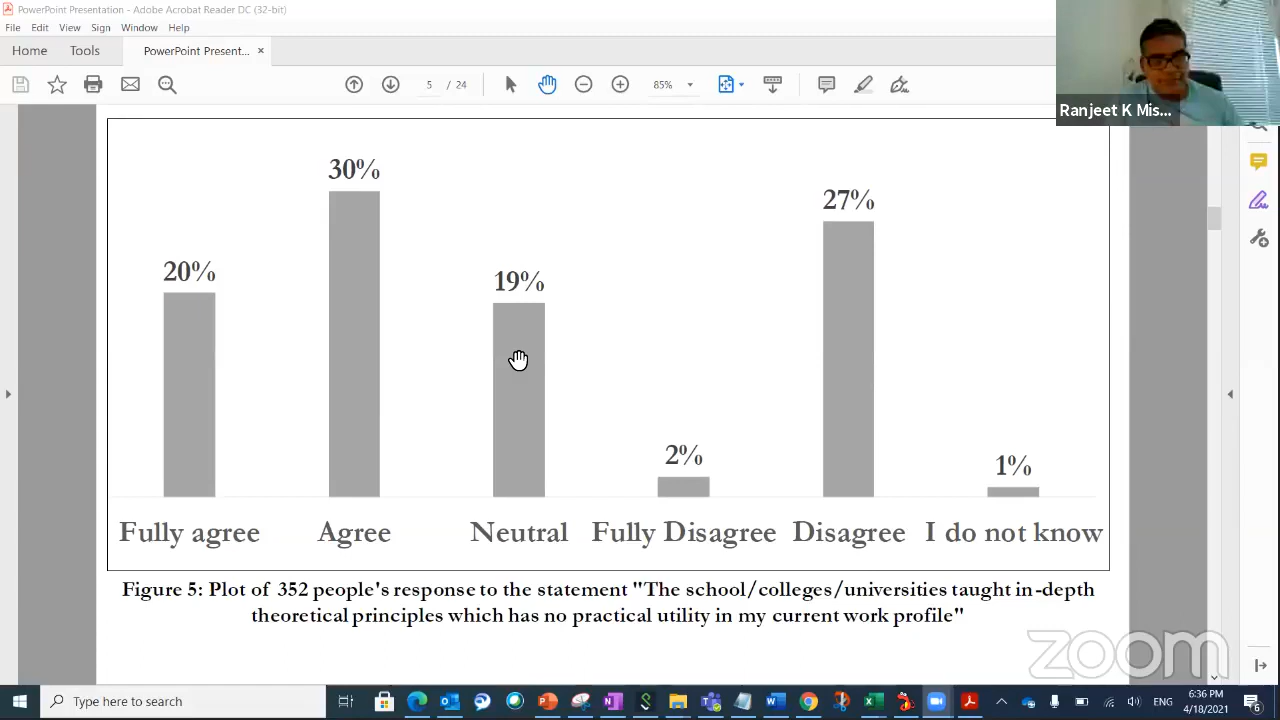 PowerPoint Presentation - Adobe Acrobat Reader DC (32-bit)
File Edit View Sign Window Help
Home Tools PowerPoint Present... ×
5 / 24 85%
Ranjeet K Mis...
20% 30% 19% 2% 27% 1%
Fully agree Agree Neutral Fully Disagree Disagree I do not know
Figure 5: Plot of 352 people's response to the statement "The school/colleges/universities taught in-depth
theoretical principles which has no practical utility in my current work profile"
zoom
Type here to search
ENG
6:36 PM
4/18/2021